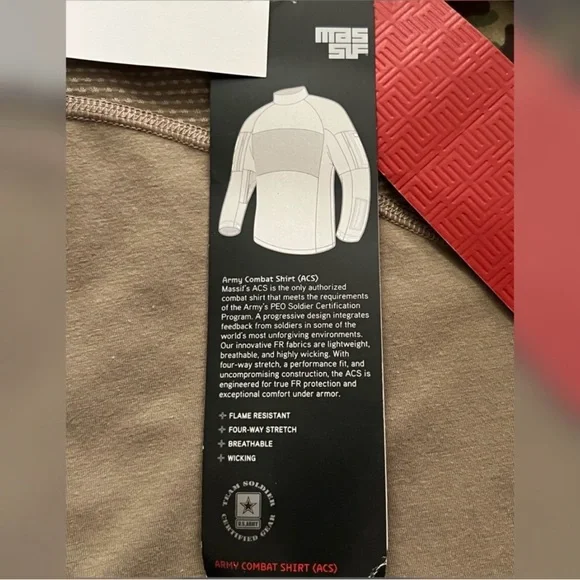 MAS
SIF
Army Combat Shirt (ACS)
Massif's ACS is the only authorized
combat shirt that meets the requirements
of the Army's PEO Soldier Certification
Program. A progressive design integrates
feedback from soldiers in some of the
world's most unforgiving environments.
Our innovative FR fabrics are lightweight,
breathable, and highly wicking. With
four-way stretch, a performance fit, and
uncompromising construction, the ACS is
engineered for true FR protection and
exceptional comfort under armor.
+ FLAME RESISTANT
+ FOUR-WAY STRETCH
+ BREATHABLE
+ WICKING
TEAM SOLDIER
U.S.ARMY
CERTIFIED GEAR
ARMY COMBAT SHIRT (ACS)